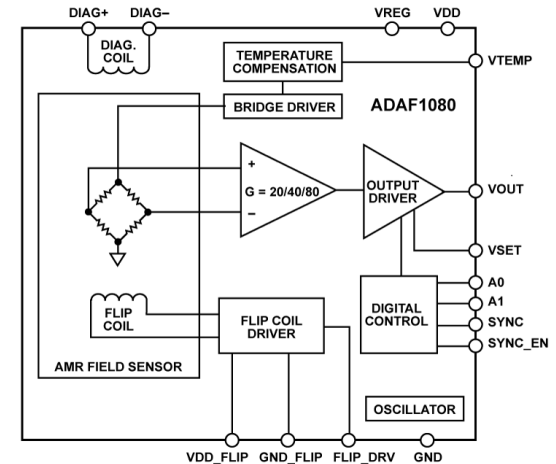 DIAG+ DIAG− VREG VDD
DIAG.
COIL
TEMPERATURE
COMPENSATION
VTEMP
BRIDGE DRIVER
ADAF1080
+
G = 20/40/80
−
OUTPUT
DRIVER
VOUT
VSET
FLIP
COIL
FLIP COIL
DRIVER
DIGITAL
CONTROL
A0
A1
SYNC
SYNC_EN
AMR FIELD SENSOR
OSCILLATOR
VDD_FLIP GND_FLIP FLIP_DRV GND